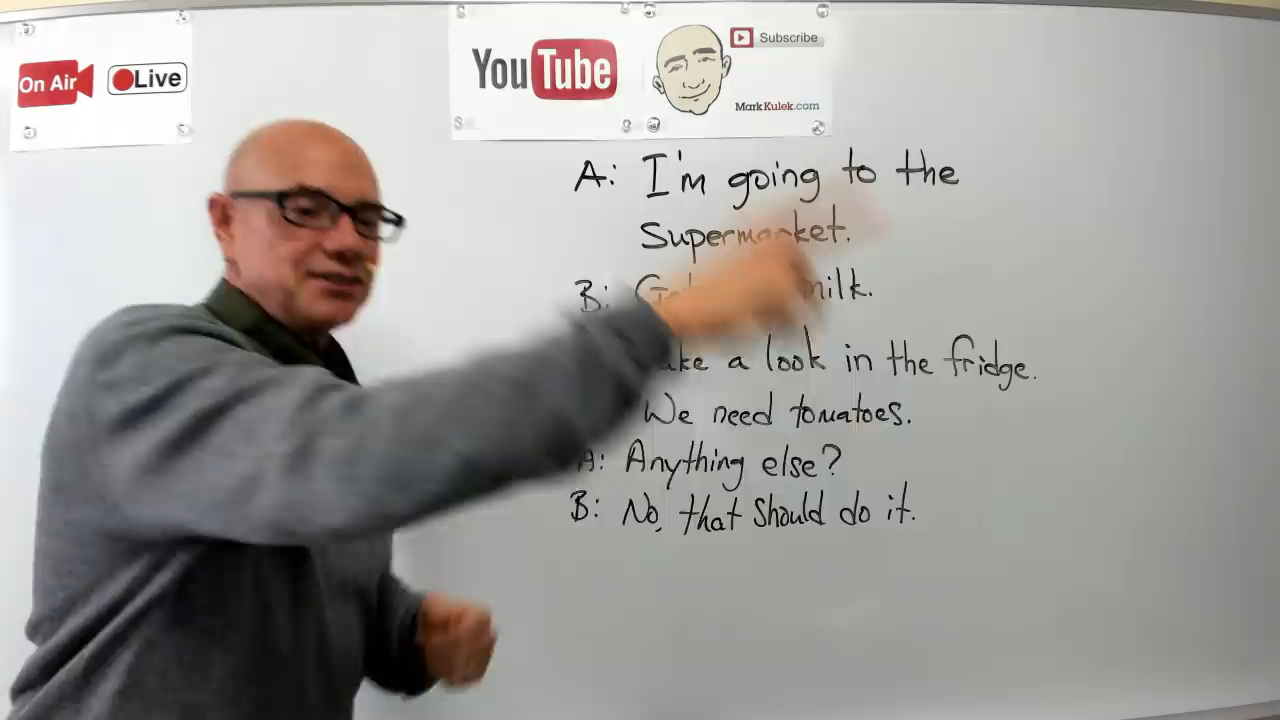 On Air
Live
YouTube
Subscribe
MarkKulek.com
A: I'm going to the
Supermarket.
B: milk.
a look in the fridge.
We need tomatoes.
A: Anything else?
B: No, that should do it.